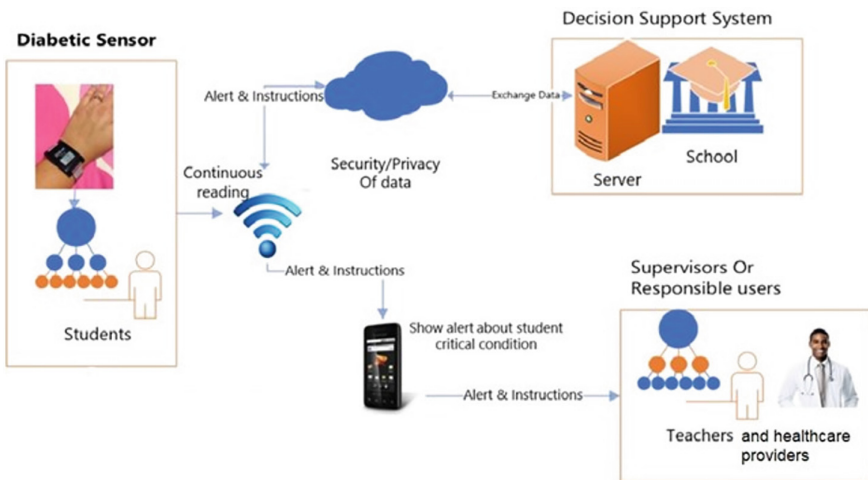 Diabetic Sensor
Students
Continuous
reading
Alert & Instructions
Security/Privacy
Of data
Exchange Data
Decision Support System
Server
School
Alert & Instructions
Show alert about student
critical condition
Alert & Instructions
Supervisors Or
Responsible users
Teachers and healthcare
providers